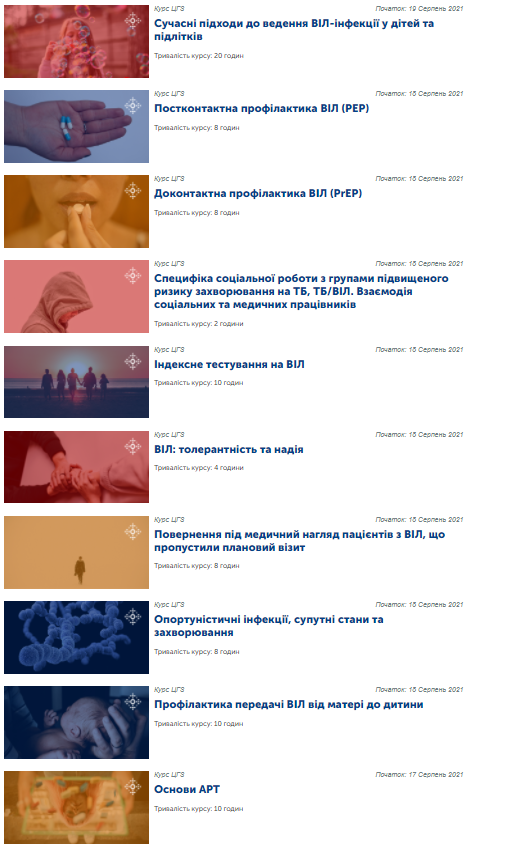 Курс ЦГЗ Початок: 19 Серпень 2021
Сучасні підходи до ведення ВІЛ-інфекції у дітей та
підлітків
Тривалість курсу: 20 годин
Курс ЦГЗ Початок: 15 Серпень 2021
Постконтактна профілактика ВІЛ (PEP)
Тривалість курсу: 8 годин
Курс ЦГЗ Початок: 15 Серпень 2021
Доконтактна профілактика ВІЛ (PrEP)
Тривалість курсу: 8 годин
Курс ЦГЗ Початок: 15 Серпень 2021
Специфіка соціальної роботи з групами підвищеного
ризику захворювання на ТБ, ТБ/ВІЛ. Взаємодія
соціальних та медичних працівників
Тривалість курсу: 2 години
Курс ЦГЗ Початок: 15 Серпень 2021
Індексне тестування на ВІЛ
Тривалість курсу: 10 годин
Курс ЦГЗ Початок: 15 Серпень 2021
ВІЛ: толерантність та надія
Тривалість курсу: 4 години
Курс ЦГЗ Початок: 15 Серпень 2021
Повернення під медичний нагляд пацієнтів з ВІЛ, що
пропустили плановий візит
Тривалість курсу: 8 годин
Курс ЦГЗ Початок: 15 Серпень 2021
Опортуністичні інфекції, супутні стани та
захворювання
Тривалість курсу: 8 годин
Курс ЦГЗ Початок: 15 Серпень 2021
Профілактика передачі ВІЛ від матері до дитини
Тривалість курсу: 10 годин
Курс ЦГЗ Початок: 17 Серпень 2021
Основи АРТ
Тривалість курсу: 10 годин